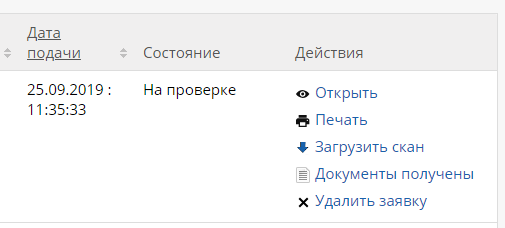 Дата
подачи
Состояние
Действия
25.09.2019 :
11:35:33
На проверке
Открыть
Печать
Загрузить скан
Документы получены
Удалить заявку